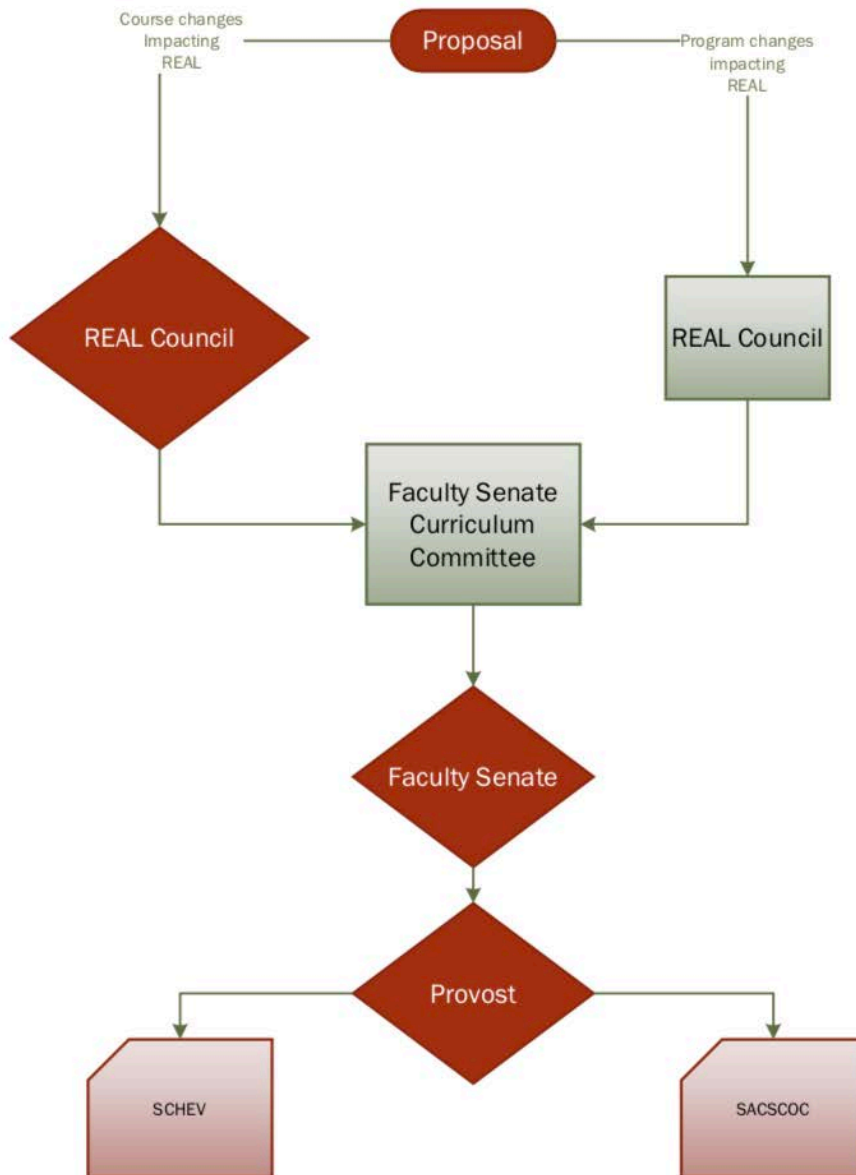 Course changes
Impacting
REAL
Proposal
Program changes
impacting
REAL
REAL Council
REAL Council
Faculty Senate
Curriculum
Committee
Faculty Senate
Provost
SCHEV
SACSCOC